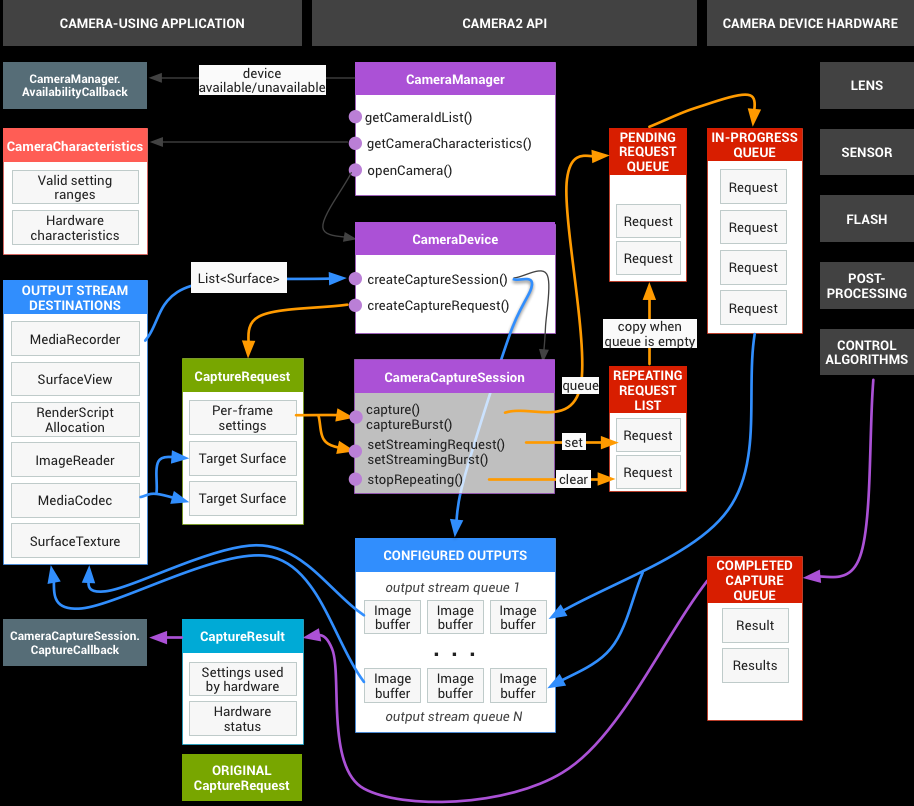 CAMERA-USING APPLICATION
CAMERA2 API
CAMERA DEVICE HARDWARE
CameraManager.
AvailabilityCallback
device
available/unavailable
CameraManager
getCameraIdList()
getCameraCharacteristics()
openCamera()
CameraCharacteristics
Valid setting
ranges
Hardware
characteristics
CameraDevice
createCaptureSession()
createCaptureRequest()
List<Surface>
OUTPUT STREAM
DESTINATIONS
MediaRecorder
SurfaceView
RenderScript
Allocation
ImageReader
MediaCodec
SurfaceTexture
CaptureRequest
Per-frame
settings
Target Surface
Target Surface
CameraCaptureSession
capture()
captureBurst()
setStreamingRequest()
setStreamingBurst()
stopRepeating()
queue
set
clear
PENDING
REQUEST
QUEUE
Request
Request
copy when
queue is empty
REPEATING
REQUEST
LIST
Request
Request
IN-PROGRESS
QUEUE
Request
Request
Request
Request
LENS
SENSOR
FLASH
POST-
PROCESSING
CONTROL
ALGORITHMS
CONFIGURED OUTPUTS
output stream queue 1
Image
buffer
Image
buffer
Image
buffer
. . .
Image
buffer
Image
buffer
Image
buffer
output stream queue N
COMPLETED
CAPTURE
QUEUE
Result
Results
CameraCaptureSession.
CaptureCallback
CaptureResult
Settings used
by hardware
Hardware
status
ORIGINAL
CaptureRequest